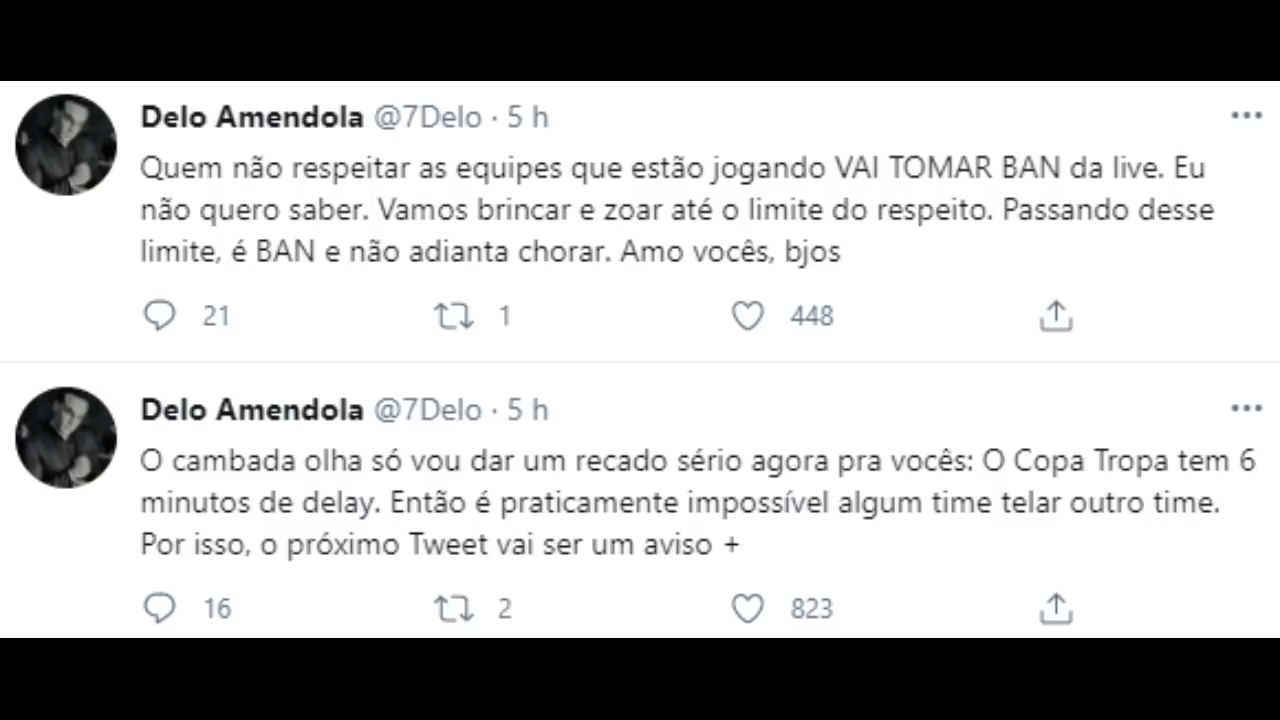 Delo Amendola @7Delo · 5 h
Quem não respeitar as equipes que estão jogando VAI TOMAR BAN da live. Eu
não quero saber. Vamos brincar e zoar até o limite do respeito. Passando desse
limite, é BAN e não adianta chorar. Amo vocês, bjos
21 1 448
Delo Amendola @7Delo · 5 h
O cambada olha só vou dar um recado sério agora pra vocês: O Copa Tropa tem 6
minutos de delay. Então é praticamente impossível algum time telar outro time.
Por isso, o próximo Tweet vai ser um aviso +
16 2 823